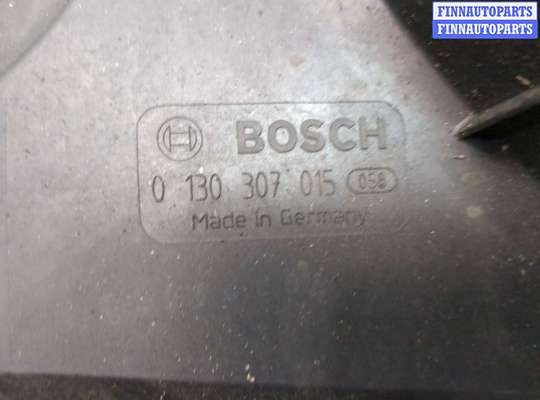 FINNAUTOPARTS
FINNAUTOPARTS
BOSCH
0 130 307 015 058
Made in Germany